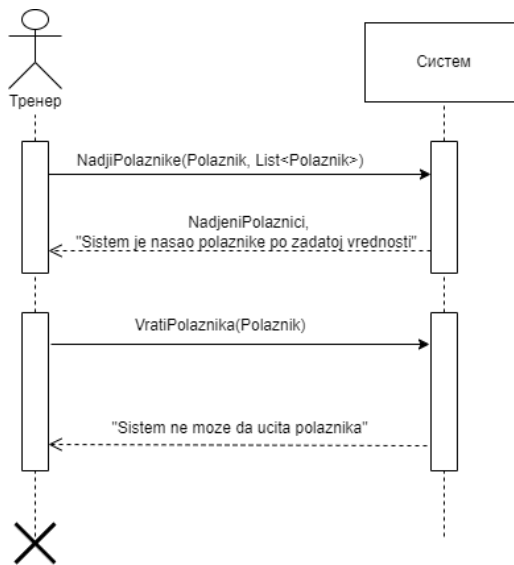 Систем
Тренер
NadjiPolaznike(Polaznik, List<Polaznik>)
NadjeniPolaznici,
"Sistem je nasao polaznike po zadatoj vrednosti"
VratiPolaznika(Polaznik)
"Sistem ne moze da ucita polaznika"